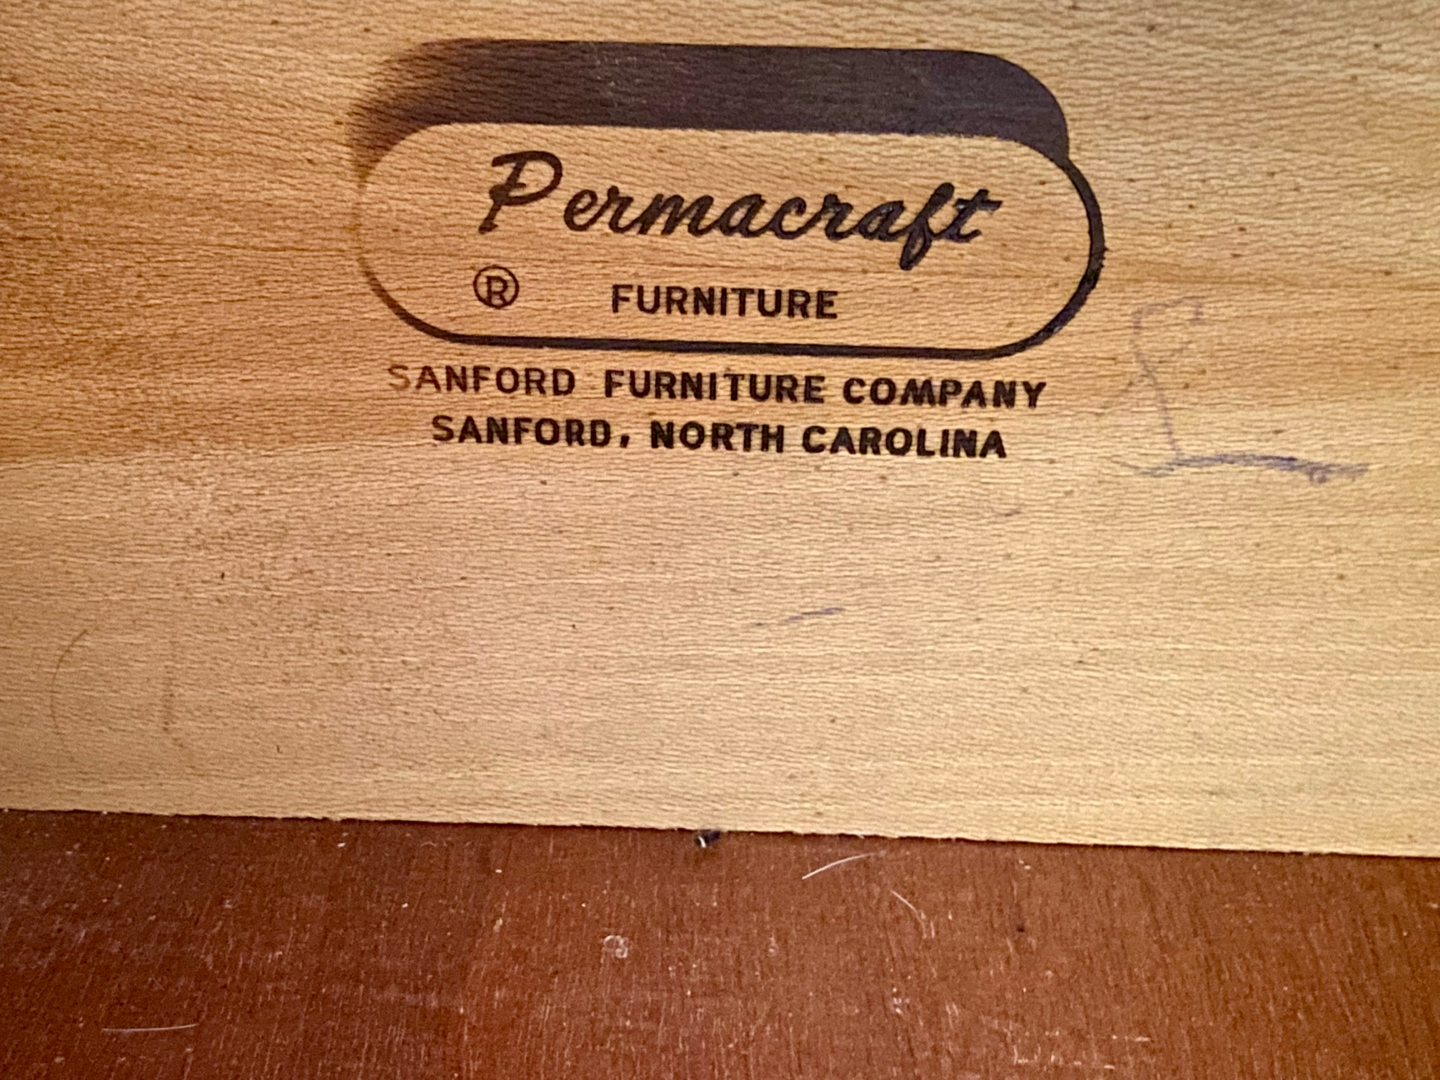 Permacraft
® FURNITURE
SANFORD FURNITURE COMPANY
SANFORD, NORTH CAROLINA